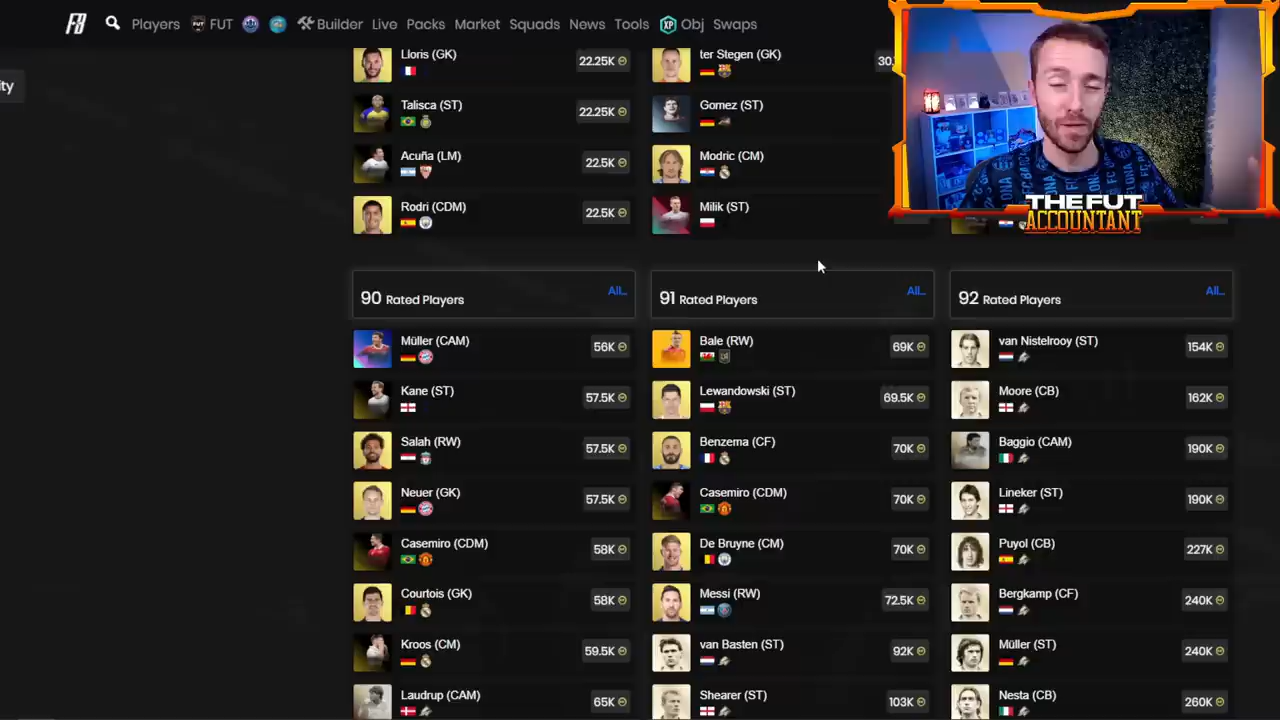 Players FUT Builder Live Packs Market Squads News Tools XP Obj Swaps
ity
Lloris (GK) 22.25K
Talisca (ST) 22.25K
Acuña (LM) 22.5K
Rodri (CDM) 22.5K
ter Stegen (GK) 30.
Gomez (ST)
Modric (CM)
Milik (ST)
THE FUT
ACCOUNTANT
90 Rated Players All...
Müller (CAM) 56K
Kane (ST) 57.5K
Salah (RW) 57.5K
Neuer (GK) 57.5K
Casemiro (CDM) 58K
Courtois (GK) 58K
Kroos (CM) 59.5K
Laudrup (CAM) 65K
91 Rated Players All...
Bale (RW) 69K
Lewandowski (ST) 69.5K
Benzema (CF) 70K
Casemiro (CDM) 70K
De Bruyne (CM) 70K
Messi (RW) 72.5K
van Basten (ST) 92K
Shearer (ST) 103K
92 Rated Players All...
van Nistelrooy (ST) 154K
Moore (CB) 162K
Baggio (CAM) 190K
Lineker (ST) 190K
Puyol (CB) 227K
Bergkamp (CF) 240K
Müller (ST) 240K
Nesta (CB) 260K